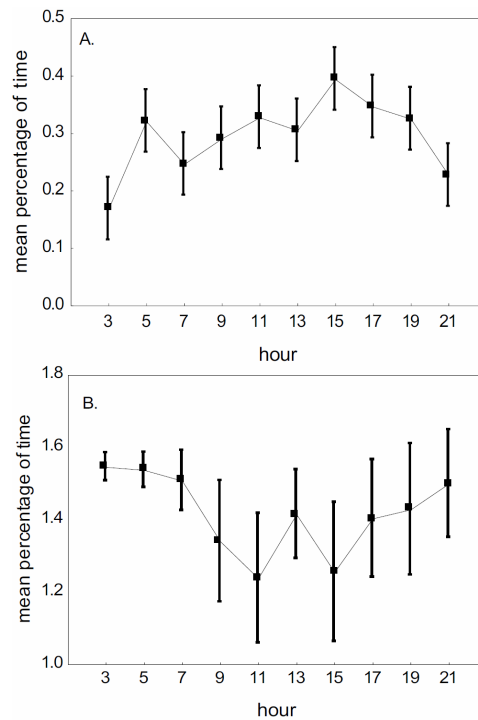 0.5
A.
0.4
0.3
0.2
0.1
0.0
mean percentage of time
3 5 7 9 11 13 15 17 19 21
hour
1.8
B.
1.6
1.4
1.2
1.0
mean percentage of time
3 5 7 9 11 13 15 17 19 21
hour